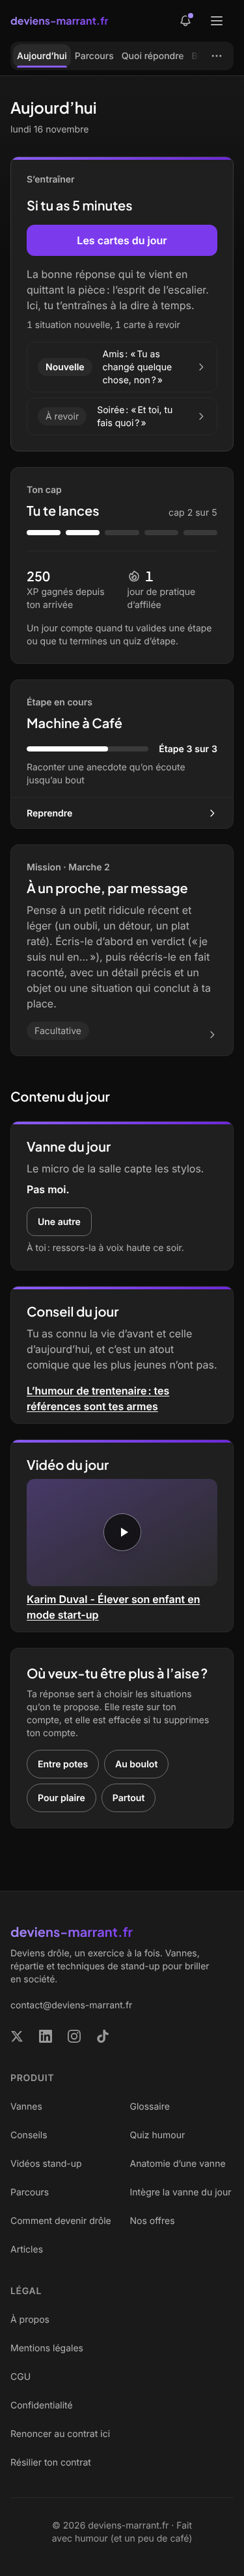 deviens-marrant.fr
Aujourd'hui Parcours Quoi répondre
Aujourd'hui
lundi 16 novembre
S'entraîner
Si tu as 5 minutes
Les cartes du jour
La bonne réponse qui te vient en
quittant la pièce : l'esprit de l'escalier.
Ici, tu t'entraînes à la dire à temps.
1 situation nouvelle, 1 carte à revoir
Nouvelle
Amis : « Tu as
changé quelque
chose, non ? »
À revoir
Soirée : « Et toi, tu
fais quoi ? »
Ton cap
Tu te lances
cap 2 sur 5
250
XP gagnés depuis
ton arrivée
1
jour de pratique
d'affilée
Un jour compte quand tu valides une étape
ou que tu termines un quiz d'étape.
Étape en cours
Machine à Café
Étape 3 sur 3
Raconter une anecdote qu'on écoute
jusqu'au bout
Reprendre
Mission · Marche 2
À un proche, par message
Pense à un petit ridicule récent et
léger (un oubli, un détour, un plat
raté). Écris-le d'abord en verdict (« je
suis nul en… »), puis réécris-le en fait
raconté, avec un détail précis et un
objet ou une situation qui conclut à ta
place.
Facultative
Contenu du jour
Vanne du jour
Le micro de la salle capte les stylos.
Pas moi.
Une autre
À toi : ressors-la à voix haute ce soir.
Conseil du jour
Tu as connu la vie d'avant et celle
d'aujourd'hui, et c'est un atout
comique que les plus jeunes n'ont pas.
L'humour de trentenaire : tes
références sont tes armes
Vidéo du jour
Karim Duval - Élever son enfant en
mode start-up
Où veux-tu être plus à l'aise ?
Ta réponse sert à choisir les situations
qu'on te propose. Elle reste sur ton
compte, et elle est effacée si tu supprimes
ton compte.
Entre potes
Au boulot
Pour plaire
Partout
deviens-marrant.fr
Deviens drôle, un exercice à la fois. Vannes,
répartie et techniques de stand-up pour briller
en société.
contact@deviens-marrant.fr
PRODUIT
Vannes
Glossaire
Conseils
Quiz humour
Vidéos stand-up
Anatomie d'une vanne
Parcours
Intègre la vanne du jour
Comment devenir drôle
Nos offres
Articles
LÉGAL
À propos
Mentions légales
CGU
Confidentialité
Renoncer au contrat ici
Résilier ton contrat
© 2026 deviens-marrant.fr · Fait
avec humour (et un peu de café)